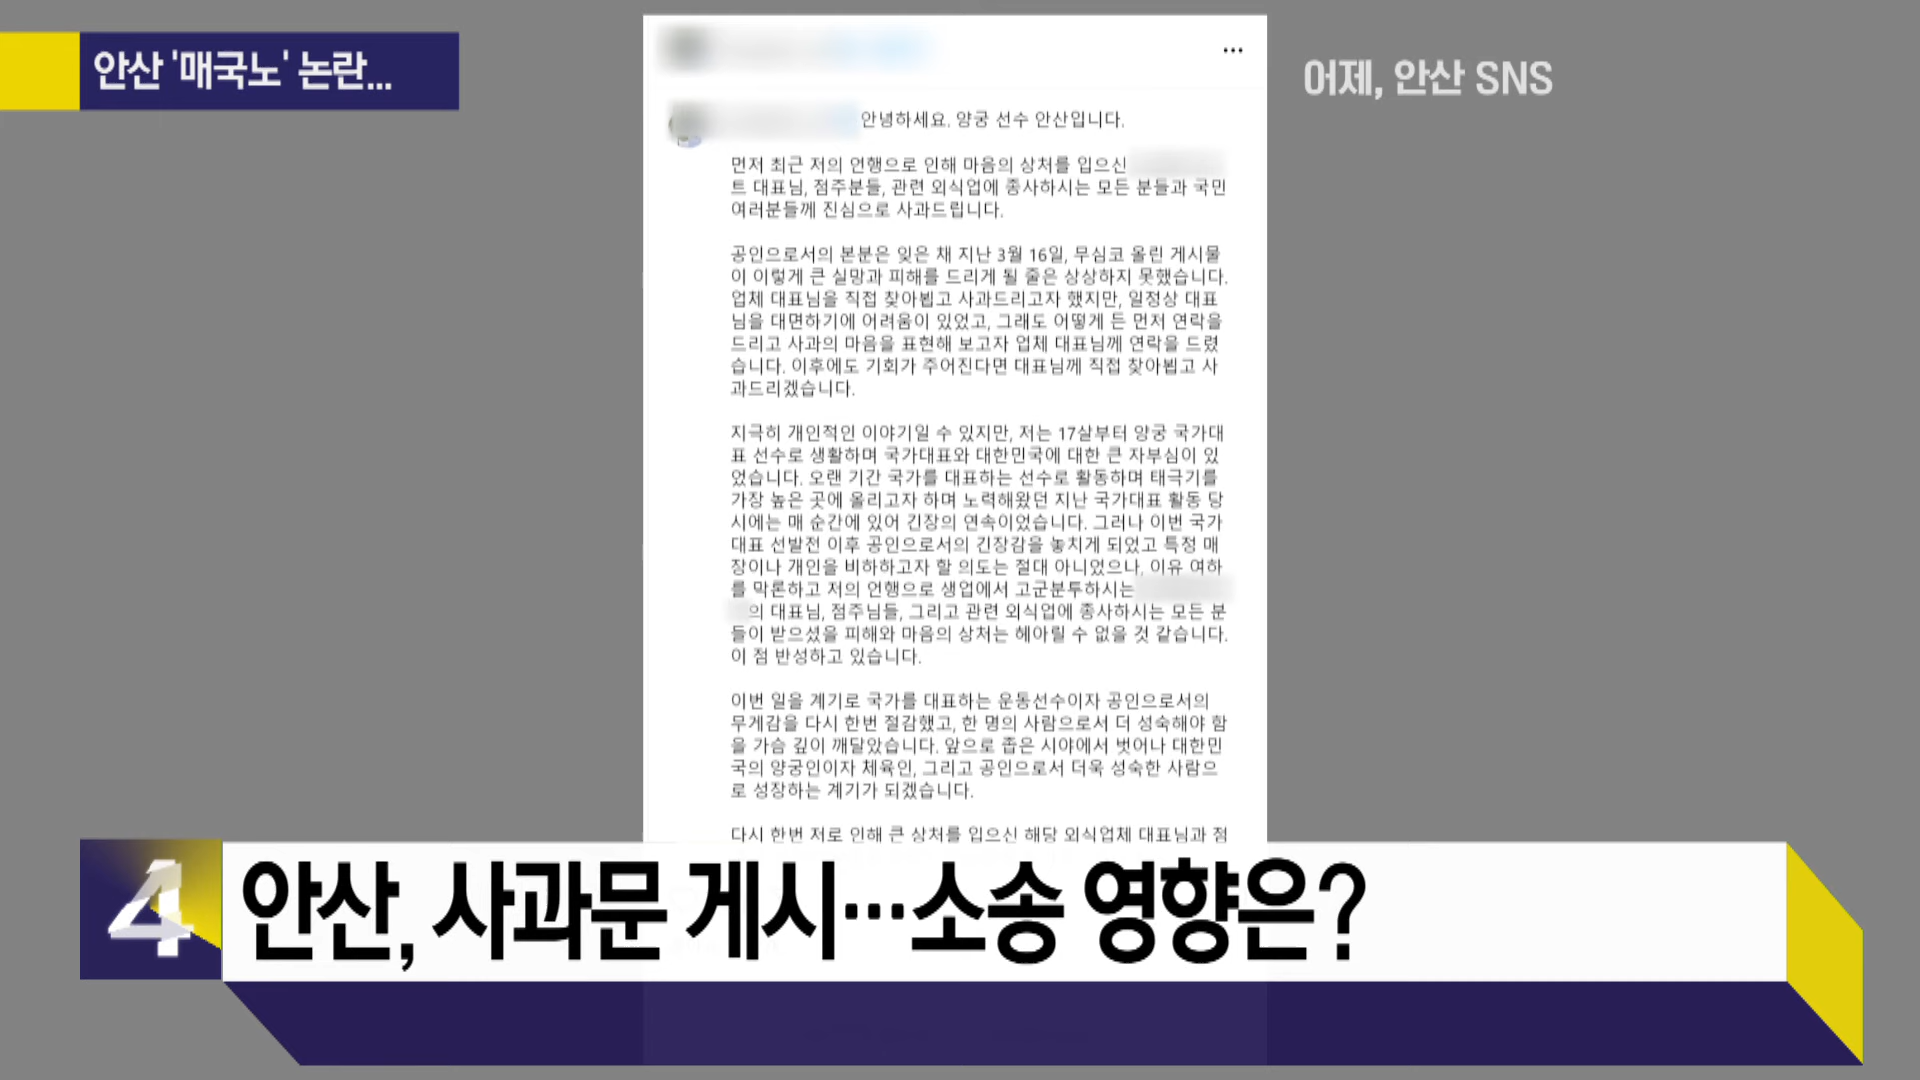 안산 '매국노' 논란...
어제, 안산 SNS
안녕하세요. 양궁 선수 안산입니다.
먼저 최근 저의 언행으로 인해 마음의 상처를 입으신
트 대표님, 점주분들, 관련 외식업에 종사하시는 모든 분들과 국민
여러분들께 진심으로 사과드립니다.
공인으로서의 본분은 잊은 채 지난 3월 16일, 무심코 올린 게시물
이 이렇게 큰 실망과 피해를 드리게 될 줄은 상상하지 못했습니다.
업체 대표님을 직접 찾아뵙고 사과드리고자 했지만, 일정상 대표
님을 대면하기에 어려움이 있었고, 그래도 어떻게 든 먼저 연락을
드리고 사과의 마음을 표현해 보고자 업체 대표님께 연락을 드렸
습니다. 이후에도 기회가 주어진다면 대표님께 직접 찾아뵙고 사
과드리겠습니다.
지극히 개인적인 이야기일 수 있지만, 저는 17살부터 양궁 국가대
표 선수로 생활하며 국가대표와 대한민국에 대한 큰 자부심이 있
었습니다. 오랜 기간 국가를 대표하는 선수로 활동하며 태극기를
가장 높은 곳에 올리고자 하며 노력해왔던 지난 국가대표 활동 당
시에는 매 순간에 있어 긴장의 연속이었습니다. 그러나 이번 국가
대표 선발전 이후 공인으로서의 긴장감을 놓치게 되었고 특정 매
장이나 개인을 비하하고자 할 의도는 절대 아니었으나, 이유 여하
를 막론하고 저의 언행으로 생업에서 고군분투하시는
의 대표님, 점주님들, 그리고 관련 외식업에 종사하시는 모든 분
들이 받으셨을 피해와 마음의 상처는 헤아릴 수 없을 것 같습니다.
이 점 반성하고 있습니다.
이번 일을 계기로 국가를 대표하는 운동선수이자 공인으로서의
무게감을 다시 한번 절감했고, 한 명의 사람으로서 더 성숙해야 함
을 가슴 깊이 깨달았습니다. 앞으로 좁은 시야에서 벗어나 대한민
국의 양궁인이자 체육인, 그리고 공인으로서 더욱 성숙한 사람으
로 성장하는 계기가 되겠습니다.
다시 한번 저로 인해 큰 상처를 입으신 해당 외식업체 대표님과 점
4 안산, 사과문 게시…소송 영향은?